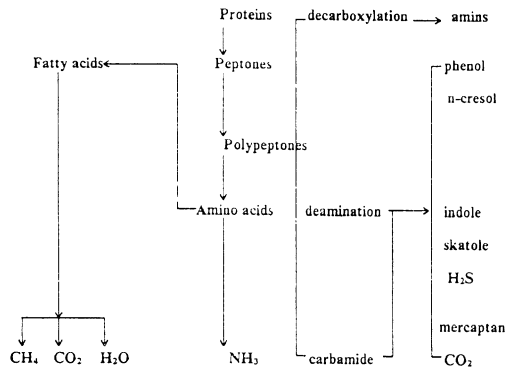 Proteins decarboxylation amins
Fatty acids Peptones phenol
n-cresol
Polypeptones
Amino acids deamination indole
skatole
H₂S
mercaptan
CH₄ CO₂ H₂O NH₃ carbamide CO₂